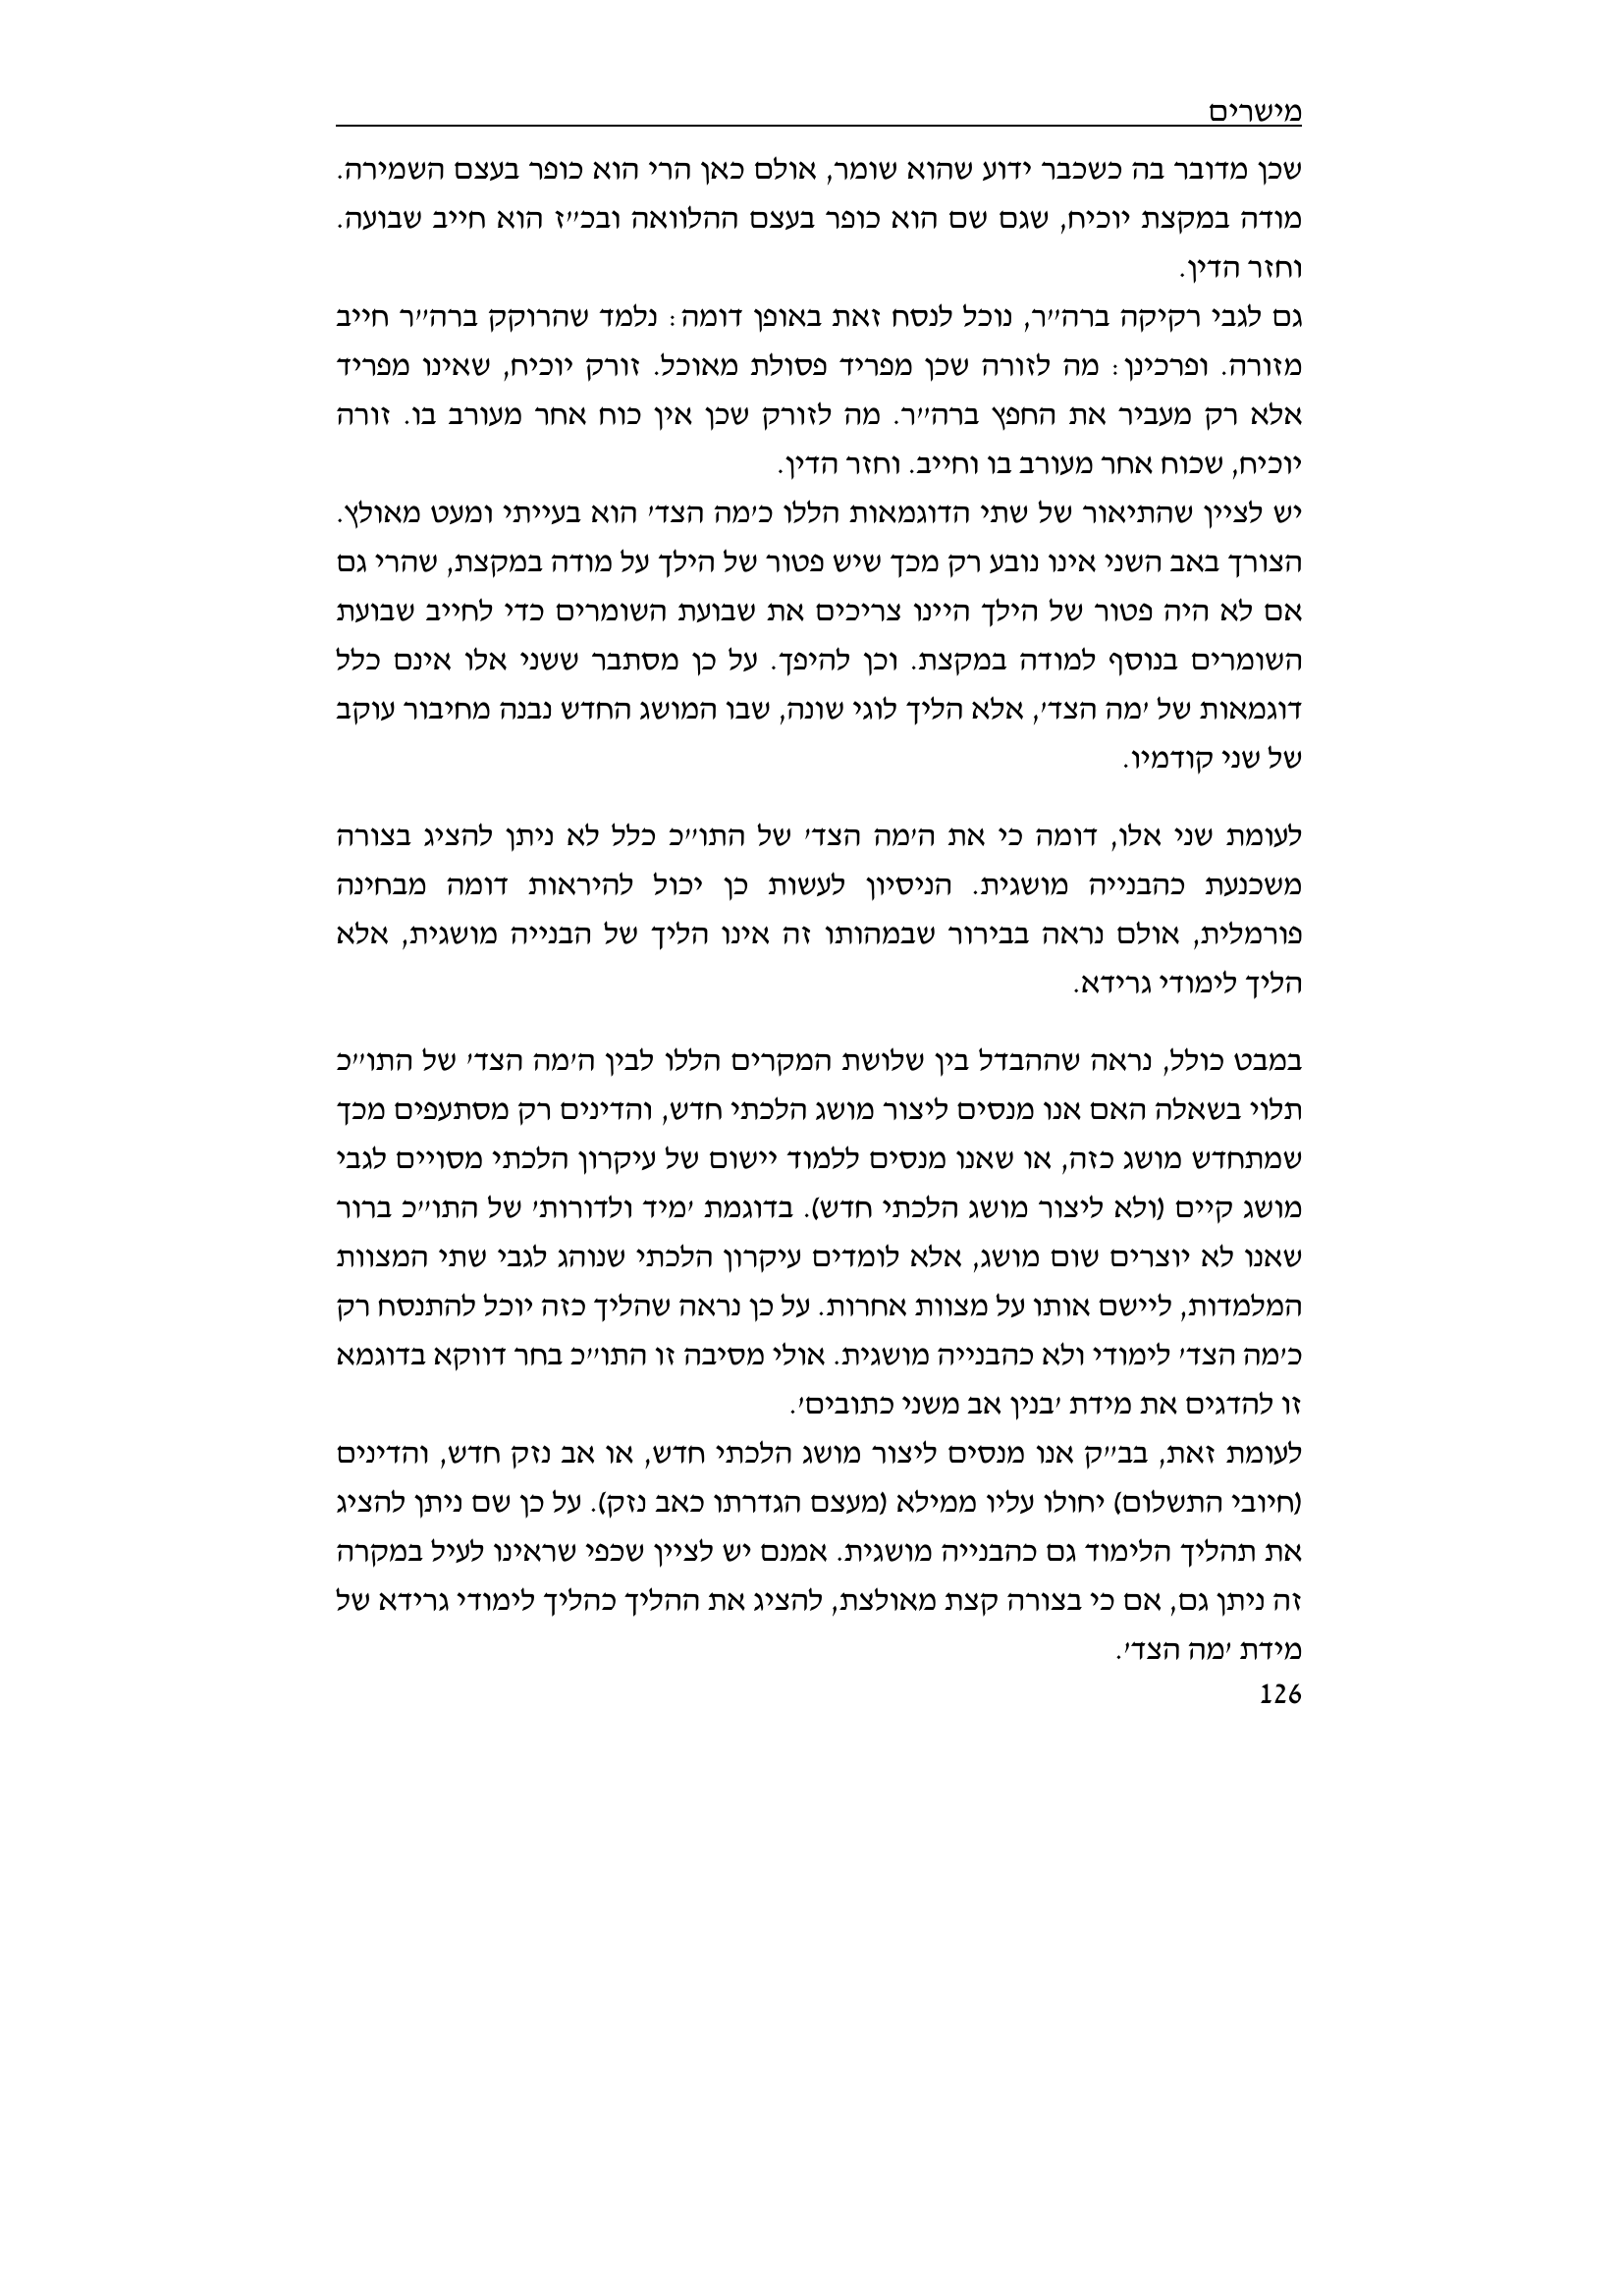 מישרים
שכן מדובר בה כשכבר ידוע שהוא שומר, אולם כאן הרי הוא כופר בעצם השמירה.
מודה במקצת יוכיח, שגם שם הוא כופר בעצם ההלוואה ובכ״ז הוא חייב שבועה.
וחזר הדין.
גם לגבי רקיקה ברה״ר, נוכל לנסח זאת באופן דומה: נלמד שהרוקק ברה״ר חייב
מזורה. ופרכינן: מה לזורה שכן מפריד פסולת מאוכל. זורק יוכיח, שאינו מפריד
אלא רק מעביר את החפץ ברה״ר. מה לזורק שכן אין כוח אחר מעורב בו. זורה
יוכיח, שכוח אחר מעורב בו וחייב. וחזר הדין.
יש לציין שהתיאור של שתי הדוגמאות הללו כ׳מה הצד׳ הוא בעייתי ומעט מאולץ.
הצורך באב השני אינו נובע רק מכך שיש פטור של הילך על מודה במקצת, שהרי גם
אם לא היה פטור של הילך היינו צריכים את שבועת השומרים כדי לחייב שבועת
השומרים בנוסף למודה במקצת. וכן להיפך. על כן מסתבר ששני אלו אינם כלל
דוגמאות של ׳מה הצד׳, אלא הליך לוגי שונה, שבו המושג החדש נבנה מחיבור עוקב
של שני קודמיו.
לעומת שני אלו, דומה כי את ה׳מה הצד׳ של התו״כ כלל לא ניתן להציג בצורה
משכנעת כהבנייה מושגית. הניסיון לעשות כן יכול להיראות דומה מבחינה
פורמלית, אולם נראה בבירור שבמהותו זה אינו הליך של הבנייה מושגית, אלא
הליך לימודי גרידא.
במבט כולל, נראה שההבדל בין שלושת המקרים הללו לבין ה׳מה הצד׳ של התו״כ
תלוי בשאלה האם אנו מנסים ליצור מושג הלכתי חדש, והדינים רק מסתעפים מכך
שמתחדש מושג כזה, או שאנו מנסים ללמוד יישום של עיקרון הלכתי מסויים לגבי
מושג קיים (ולא ליצור מושג הלכתי חדש). בדוגמת ׳מיד ולדורות׳ של התו״כ ברור
שאנו לא יוצרים שום מושג, אלא לומדים עיקרון הלכתי שנוהג לגבי שתי המצוות
המלמדות, ליישם אותו על מצוות אחרות. על כן נראה שהליך כזה יוכל להתנסח רק
כ׳מה הצד׳ לימודי ולא כהבנייה מושגית. אולי מסיבה זו התו״כ בחר דווקא בדוגמא
זו להדגים את מידת ׳בנין אב משני כתובים׳.
לעומת זאת, בב״ק אנו מנסים ליצור מושג הלכתי חדש, או אב נזק חדש, והדינים
(חיובי התשלום) יחולו עליו ממילא (מעצם הגדרתו כאב נזק). על כן שם ניתן להציג
את תהליך הלימוד גם כהבנייה מושגית. אמנם יש לציין שכפי שראינו לעיל במקרה
זה ניתן גם, אם כי בצורה קצת מאולצת, להציג את ההליך כהליך לימודי גרידא של
מידת ׳מה הצד׳.
126